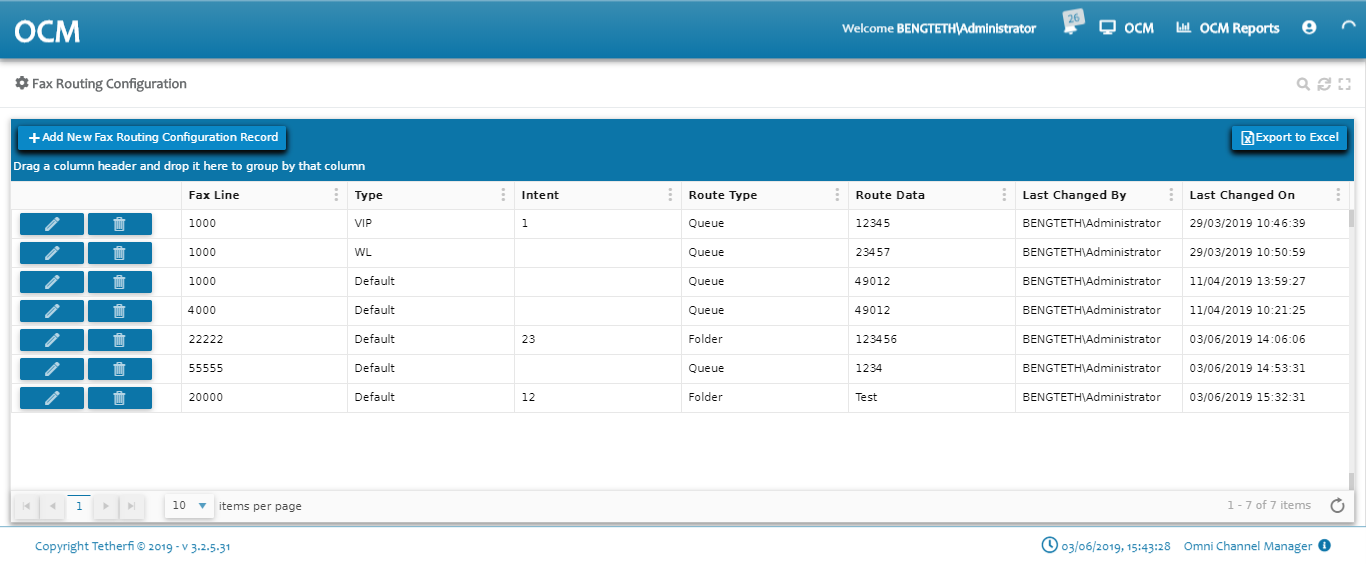 OCM Welcome BENGTETH\Administrator 26 OCM OCM Reports
Fax Routing Configuration
Add New Fax Routing Configuration Record Export to Excel
Drag a column header and drop it here to group by that column
Fax Line Type Intent Route Type Route Data Last Changed By Last Changed On
1000 VIP 1 Queue 12345 BENGTETH\Administrator 29/03/2019 10:46:39
1000 WL Queue 23457 BENGTETH\Administrator 29/03/2019 10:50:59
1000 Default Queue 49012 BENGTETH\Administrator 11/04/2019 13:59:27
4000 Default Queue 49012 BENGTETH\Administrator 11/04/2019 10:21:25
22222 Default 23 Folder 123456 BENGTETH\Administrator 03/06/2019 14:06:06
55555 Default Queue 1234 BENGTETH\Administrator 03/06/2019 14:53:31
20000 Default 12 Folder Test BENGTETH\Administrator 03/06/2019 15:32:31
1 10 items per page 1 - 7 of 7 items
Copyright Tetherfi © 2019 - v 3.2.5.31 03/06/2019, 15:43:28 Omni Channel Manager